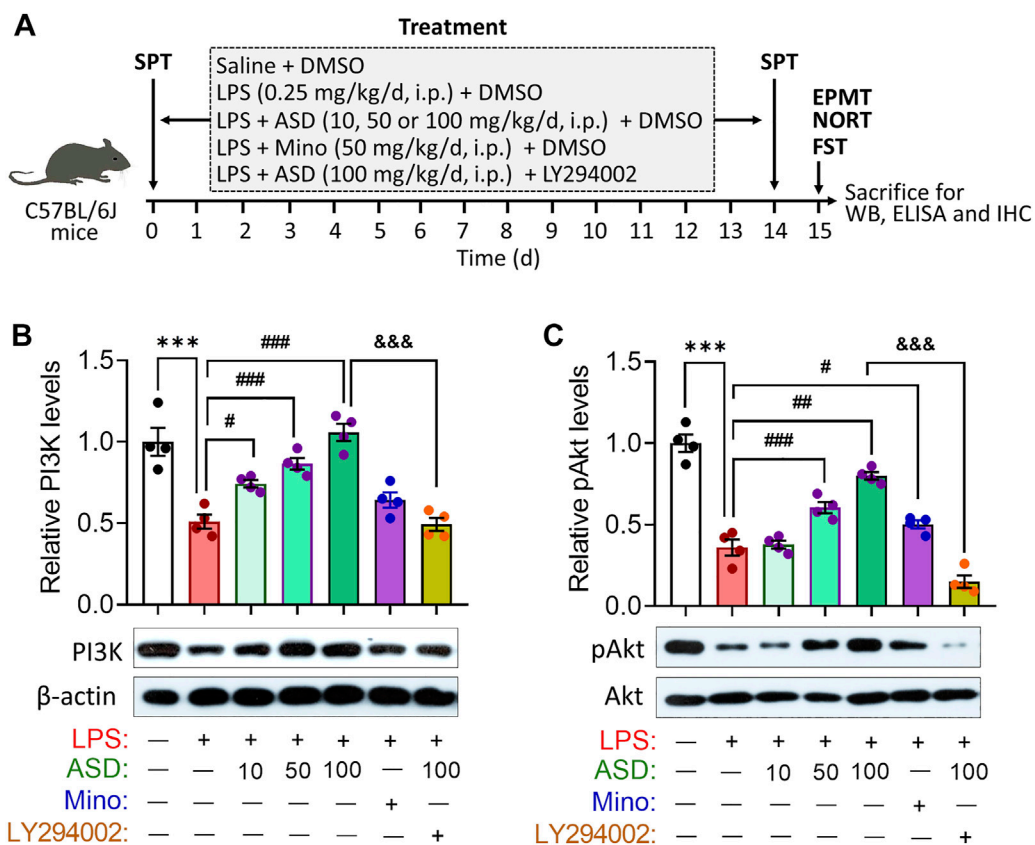 A
Treatment
SPT
Saline + DMSO
LPS (0.25 mg/kg/d, i.p.) + DMSO
LPS + ASD (10, 50 or 100 mg/kg/d, i.p.) + DMSO
LPS + Mino (50 mg/kg/d, i.p.) + DMSO
LPS + ASD (100 mg/kg/d, i.p.) + LY294002
SPT
EPMT
NORT
FST
C57BL/6J
mice
0 1 2 3 4 5 6 7 8 9 10 11 12 13 14 15
Time (d)
Sacrifice for
WB, ELISA and IHC
B
Relative PI3K levels
1.5
1.0
0.5
0.0
***
###
###
#
&&&
PI3K
β-actin
LPS: — + + + + + +
ASD: — — 10 50 100 — 100
Mino: — — — — — + —
LY294002: — — — — — — +
C
Relative pAkt levels
1.5
1.0
0.5
0.0
***
&&&
#
##
###
pAkt
Akt
LPS: — + + + + + +
ASD: — — 10 50 100 — 100
Mino: — — — — — + —
LY294002: — — — — — — +